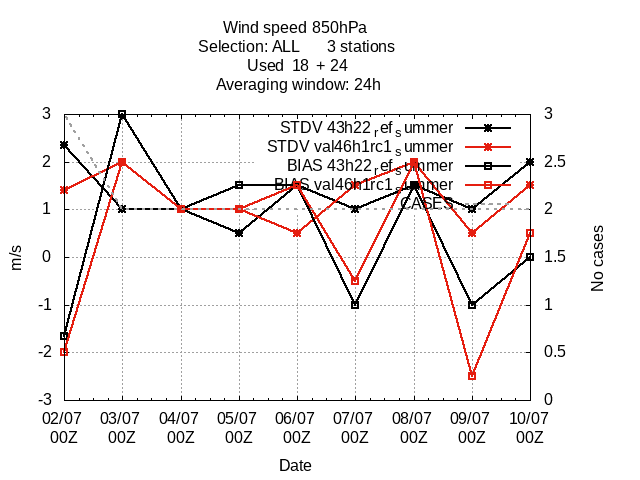 Wind speed 850hPa
Selection: ALL 3 stations
Used 18 + 24
Averaging window: 24h
STDV 43h22_ref_summer
STDV val46h1rc1_summer
BIAS 43h22_ref_summer
BIAS val46h1rc1_summer
CASES
3
2
1
0
-1
-2
-3
m/s
3
2.5
2
1.5
1
0.5
0
No cases
02/07 03/07 04/07 05/07 06/07 07/07 08/07 09/07 10/07
00Z 00Z 00Z 00Z 00Z 00Z 00Z 00Z 00Z
Date